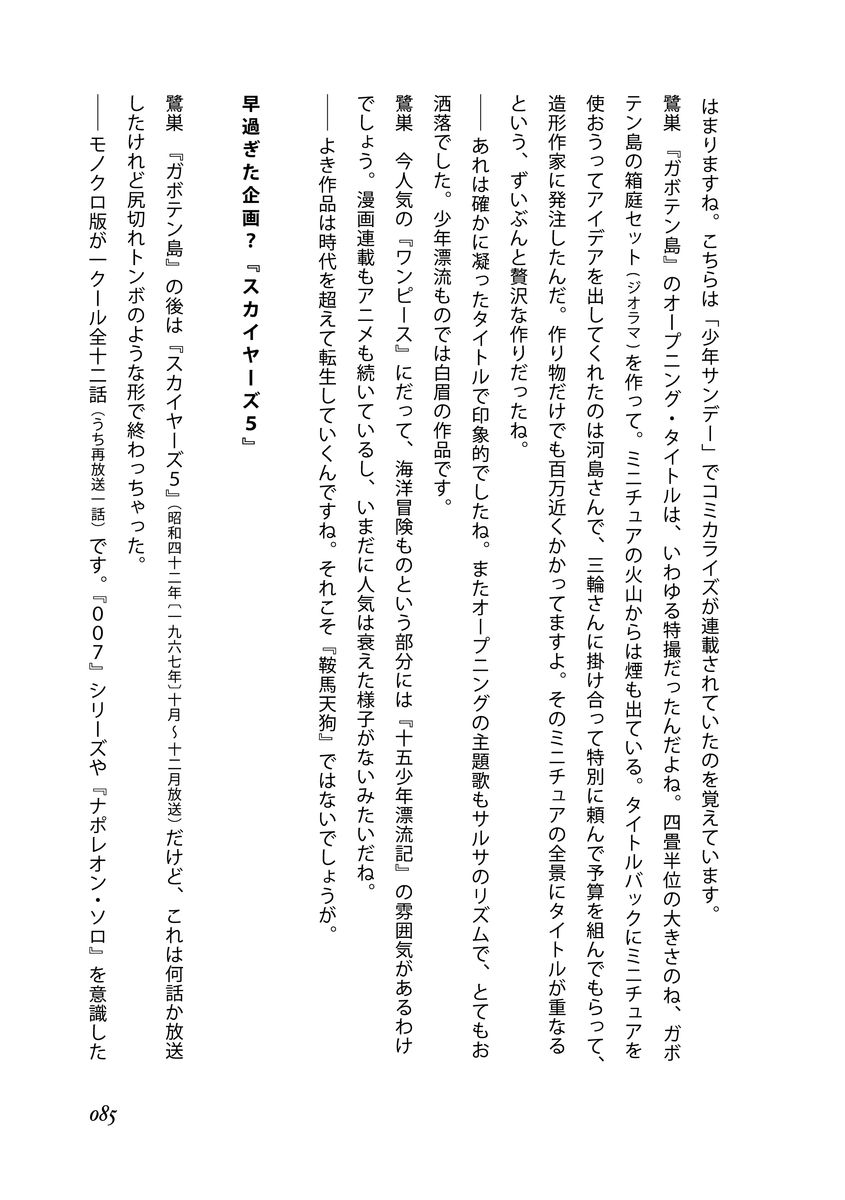 はまりますね。こちらは「少年サンデー」でコミカライズが連載されていたのを覚えています。
鷺巣　『ガボテン島』のオープニング・タイトルは、いわゆる特撮だったんだよね。四畳半位の大きさのね、ガボ
テン島の箱庭セット（ジオラマ）を作って。ミニチュアの火山からは煙も出ている。タイトルバックにミニチュアを
使おうってアイデアを出してくれたのは河島さんで、三輪さんに掛け合って特別に頼んで予算を組んでもらって、
造形作家に発注したんだ。作り物だけでも百万近くかかってますよ。そのミニチュアの全景にタイトルが重なる
という、ずいぶんと贅沢な作りだったね。
――あれは確かに凝ったタイトルで印象的でしたね。またオープニングの主題歌もサルサのリズムで、とてもお
洒落でした。少年漂流ものでは白眉の作品です。
鷺巣　今人気の『ワンピース』にだって、海洋冒険ものという部分には『十五少年漂流記』の雰囲気があるわけ
でしょう。漫画連載もアニメも続いているし、いまだに人気は衰えた様子がないみたいだね。
――よき作品は時代を超えて転生していくんですね。それこそ『鞍馬天狗』ではないでしょうが。
早過ぎた企画？『スカイヤーズ５』
鷺巣　『ガボテン島』の後は『スカイヤーズ５』（昭和四十二年〔一九六七年〕十月～十二月放送）だけど、これは何話か放送
したけれど尻切れトンボのような形で終わっちゃった。
――モノクロ版が一クール全十二話（うち再放送一話）です。『００７』シリーズや『ナポレオン・ソロ』を意識した
085